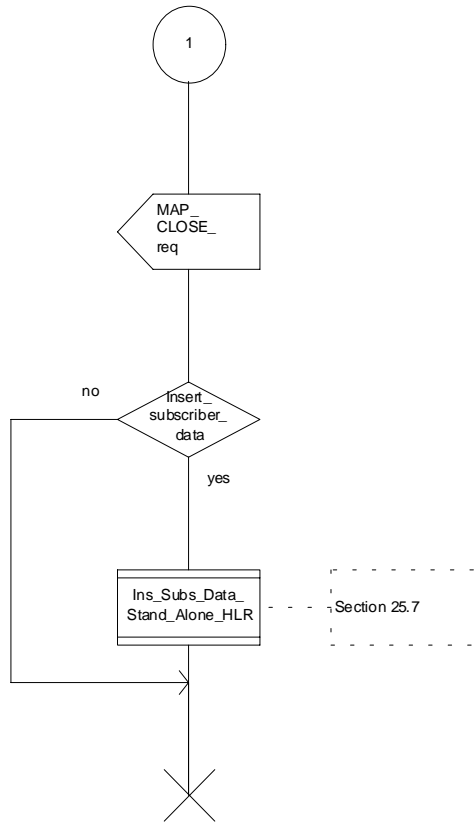 1
MAP_
CLOSE_
req
no
Insert_
subscriber_
data
yes
Ins_Subs_Data_
Stand_Alone_HLR
Section 25.7